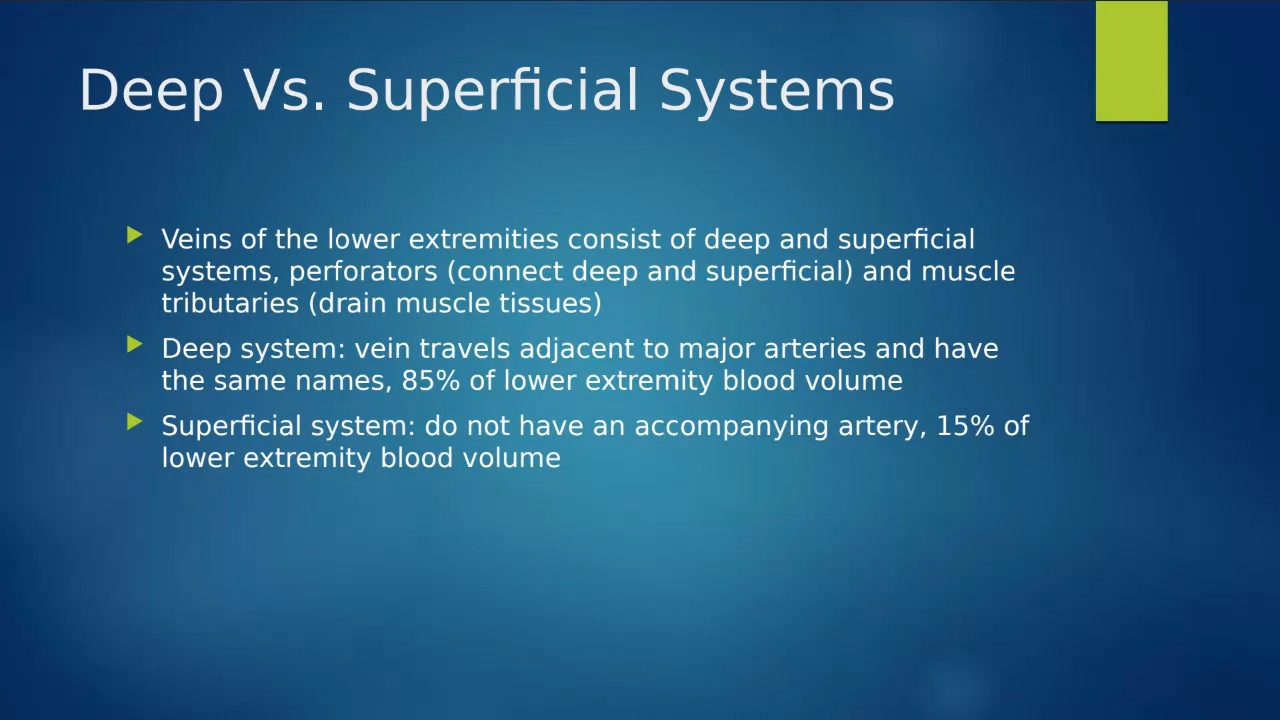 Deep Vs. Superficial Systems
Veins of the lower extremities consist of deep and superficial
systems, perforators (connect deep and superficial) and muscle
tributaries (drain muscle tissues)
Deep system: vein travels adjacent to major arteries and have
the same names, 85% of lower extremity blood volume
Superficial system: do not have an accompanying artery, 15% of
lower extremity blood volume